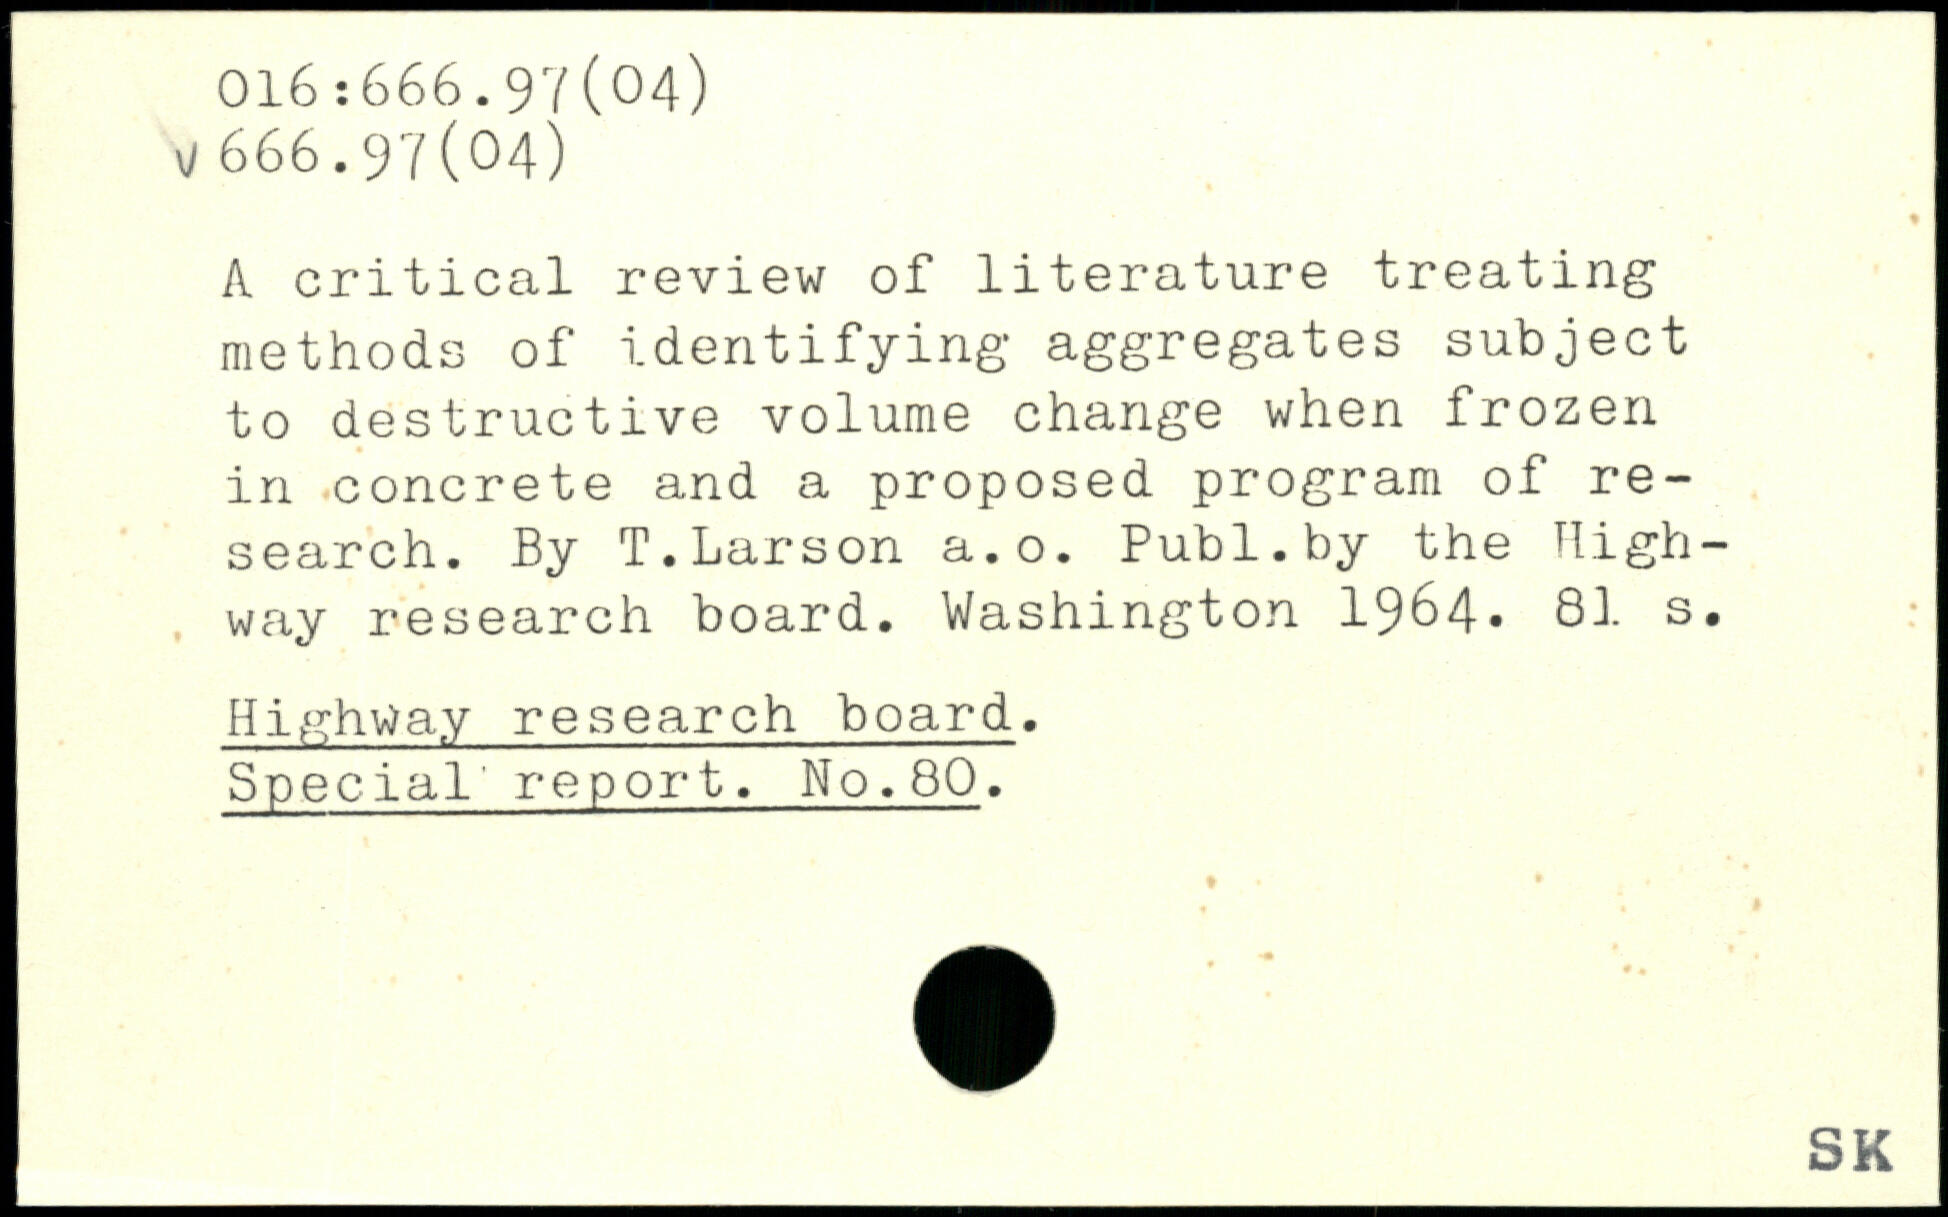 016:666.97(04)
v 666.97(04)
A critical review of literature treating
methods of identifying aggregates subject
to destructive volume change when frozen
in concrete and a proposed program of re-
search. By T.Larson a.o. Publ.by the High-
way research board. Washington 1964. 81 s.
Highway research board.
Special report. No.80.
SK